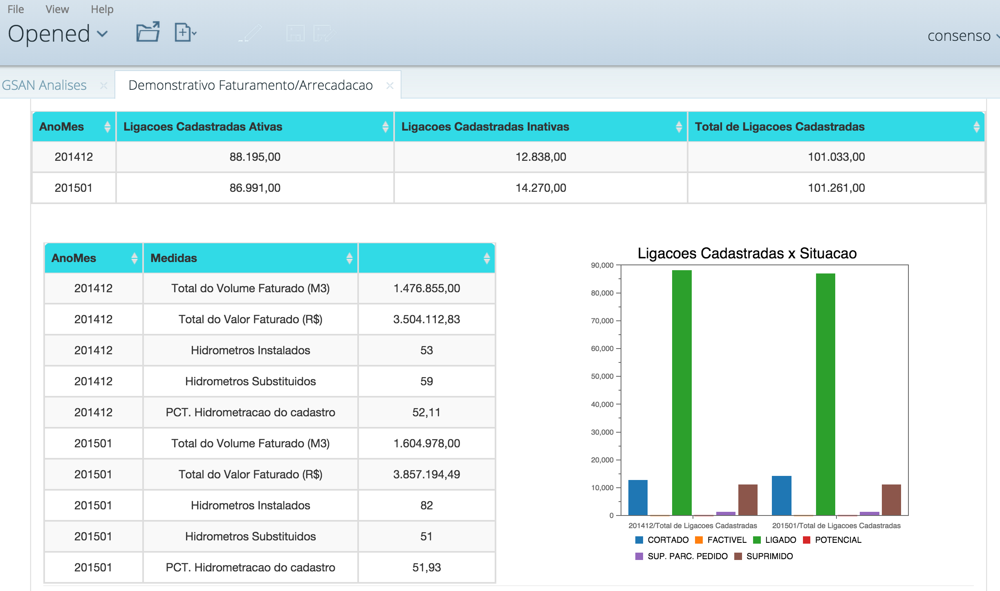 File View Help
Opened
consenso
GSAN Analises
Demonstrativo Faturamento/Arrecadacao
AnoMes Ligacoes Cadastradas Ativas Ligacoes Cadastradas Inativas Total de Ligacoes Cadastradas
201412 88.195,00 12.838,00 101.033,00
201501 86.991,00 14.270,00 101.261,00
AnoMes Medidas
201412 Total do Volume Faturado (M3) 1.476.855,00
201412 Total do Valor Faturado (R$) 3.504.112,83
201412 Hidrometros Instalados 53
201412 Hidrometros Substituidos 59
201412 PCT. Hidrometracao do cadastro 52,11
201501 Total do Volume Faturado (M3) 1.604.978,00
201501 Total do Valor Faturado (R$) 3.857.194,49
201501 Hidrometros Instalados 82
201501 Hidrometros Substituidos 51
201501 PCT. Hidrometracao do cadastro 51,93
Ligacoes Cadastradas x Situacao
90,000
80,000
70,000
60,000
50,000
40,000
30,000
20,000
10,000
0
201412/Total de Ligacoes Cadastradas 201501/Total de Ligacoes Cadastradas
CORTADO FACTIVEL LIGADO POTENCIAL
SUP. PARC. PEDIDO SUPRIMIDO